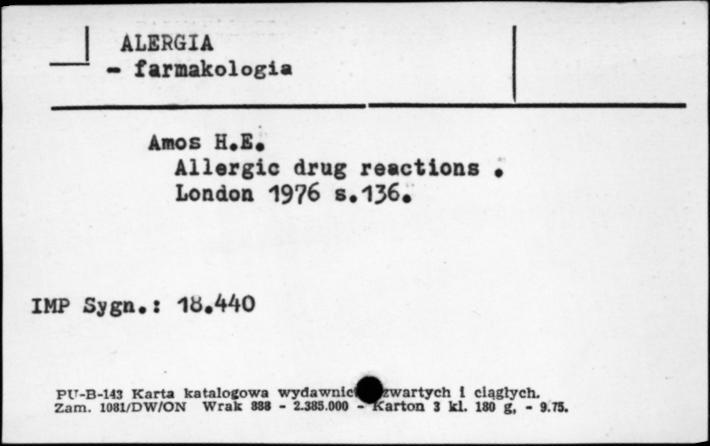 ALERGIA
- farmakologia
Amos H.E.
Allergic drug reactions .
London 1976 s.136.
IMP Sygn.: 18.440
PU-B-143 Karta katalogowa wydawnic zwartych i ciągłych.
Zam. 1081/DW/ON Wrak 888 - 2.385.000 - Karton 3 kl. 180 g, - 9.75.